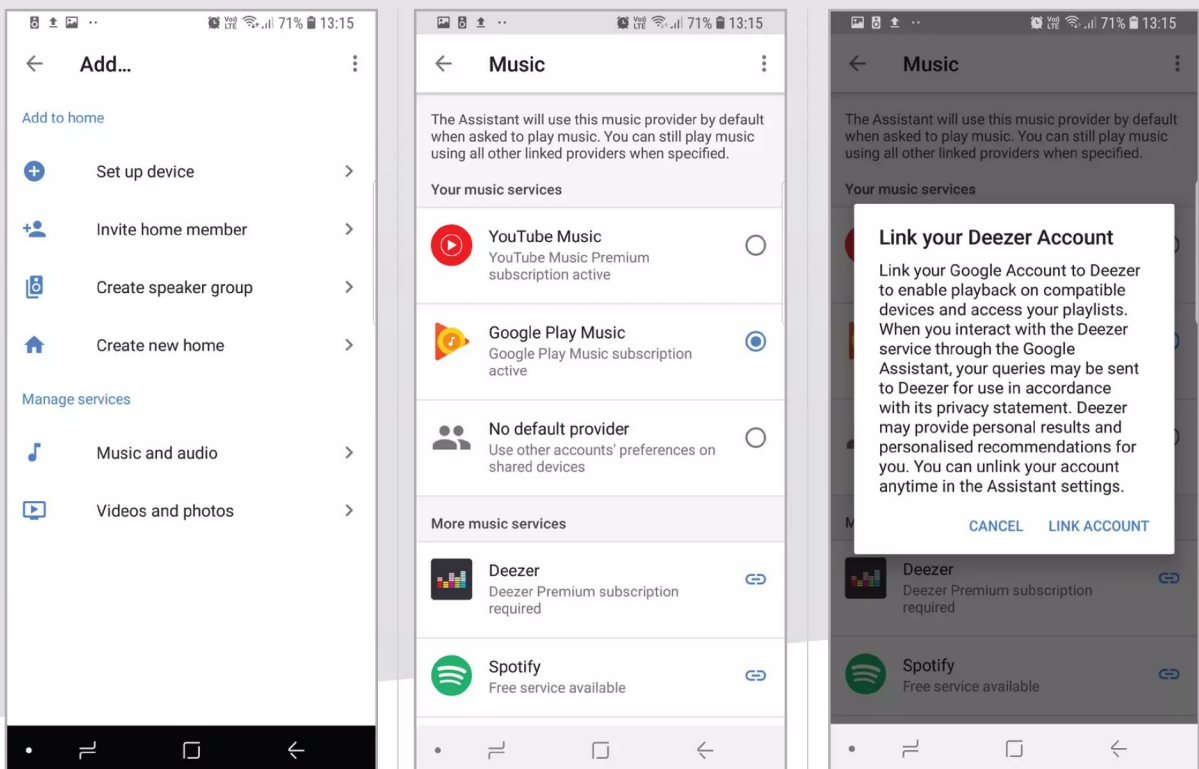 71% 13:15
Add...
Add to home
Set up device
Invite home member
Create speaker group
Create new home
Manage services
Music and audio
Videos and photos
Vo) LTE 71% 13:15
Music
The Assistant will use this music provider by default
when asked to play music. You can still play music
using all other linked providers when specified.
Your music services
YouTube Music
YouTube Music Premium
subscription active
Google Play Music
Google Play Music subscription
active
No default provider
Use other accounts' preferences on
shared devices
More music services
Deezer
Deezer Premium subscription
required
Spotify
Free service available
71% 13:15
Music
The Assistant will use this music provider by default
when asked to play music. You can still play music
using all other linked providers when specified.
Your music services
Link your Deezer Account
Link your Google Account to Deezer
to enable playback on compatible
devices and access your playlists.
When you interact with the Deezer
service through the Google
Assistant, your queries may be sent
to Deezer for use in accordance
with its privacy statement. Deezer
may provide personal results and
personalised recommendations for
you. You can unlink your account
anytime in the Assistant settings.
CANCEL LINK ACCOUNT
M
Deezer
Deezer Premium subscription
required
Spotify
Free service available